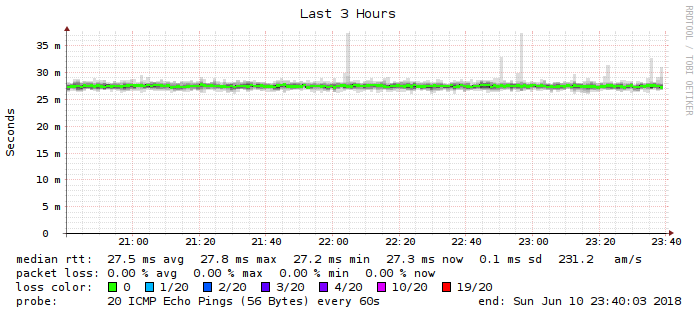 Last 3 Hours
RRDTOOL / TOBI OETIKER
Seconds
35 m
30 m
25 m
20 m
15 m
10 m
5 m
0
21:00 21:20 21:40 22:00 22:20 22:40 23:00 23:20 23:40
median rtt: 27.5 ms avg 27.8 ms max 27.2 ms min 27.3 ms now 0.1 ms sd 231.2 am/s
packet loss: 0.00 % avg 0.00 % max 0.00 % min 0.00 % now
loss color: 0 1/20 2/20 3/20 4/20 10/20 19/20
probe: 20 ICMP Echo Pings (56 Bytes) every 60s end: Sun Jun 10 23:40:03 2018